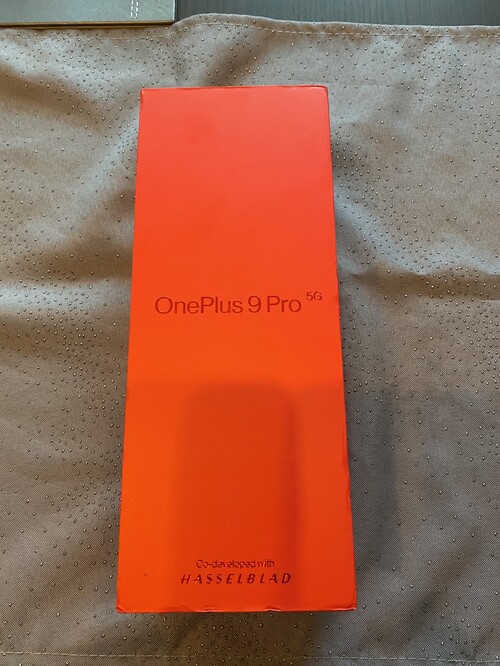 OnePlus 9 Pro 5G
Co-developed with
HASSELBLAD